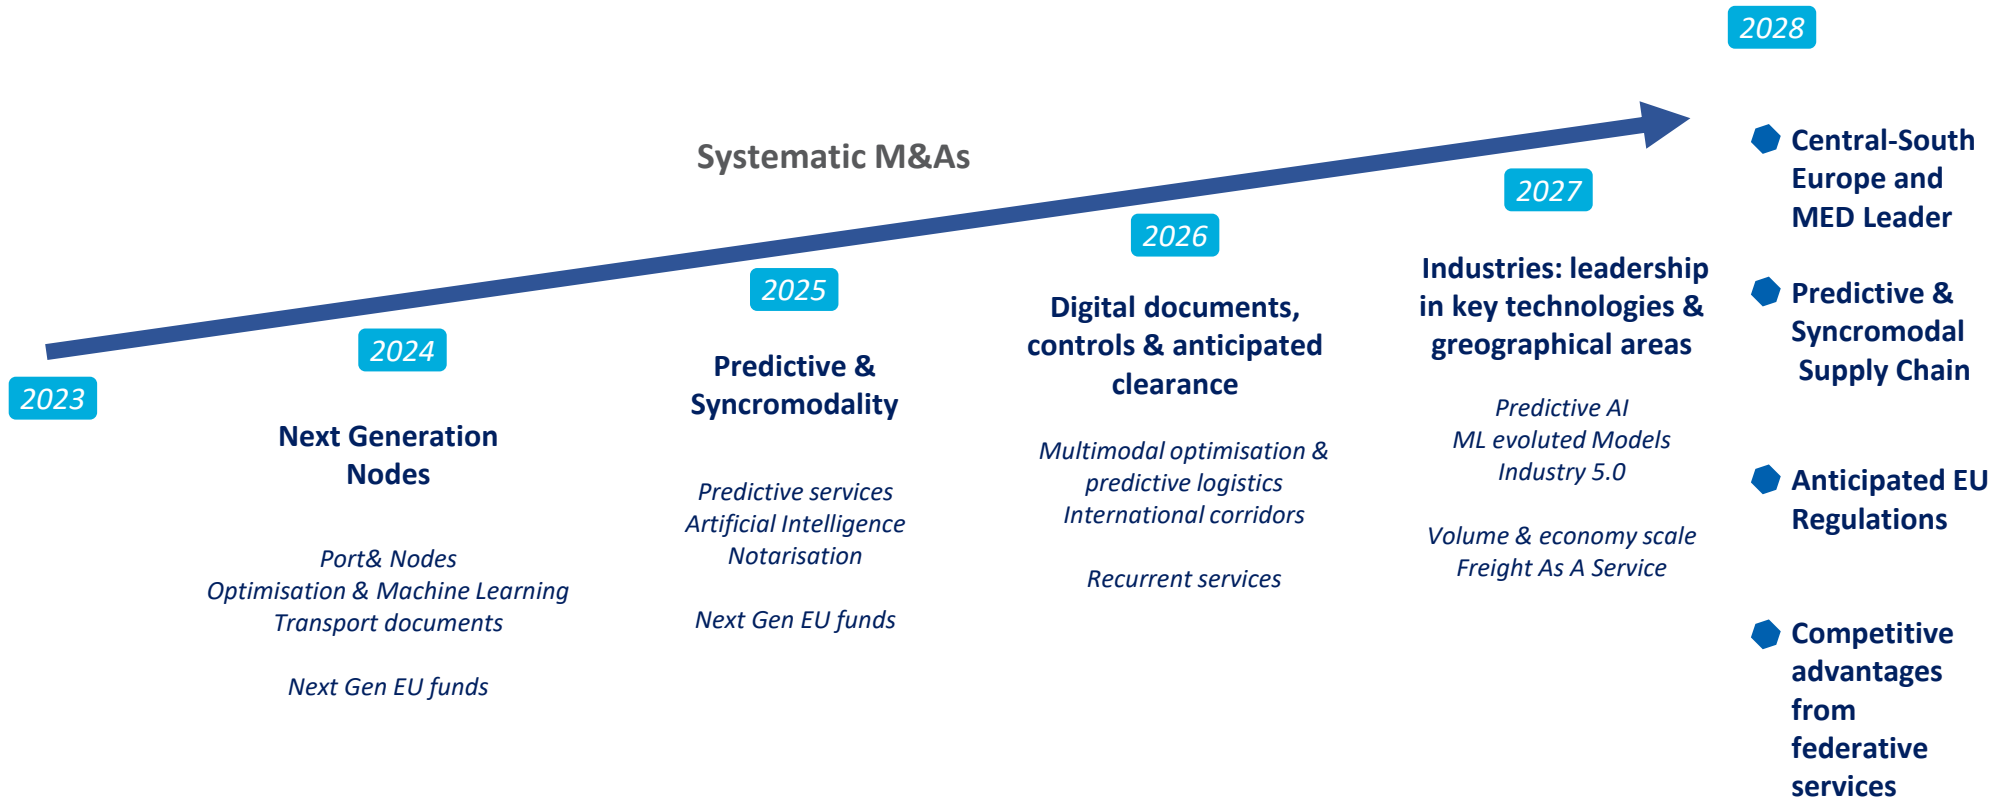 2028
Systematic M&As
2023
2024
Next Generation
Nodes
Port& Nodes
Optimisation & Machine Learning
Transport documents
Next Gen EU funds
2025
Predictive &
Syncromodality
Predictive services
Artificial Intelligence
Notarisation
Next Gen EU funds
2026
Digital documents,
controls & anticipated
clearance
Multimodal optimisation &
predictive logistics
International corridors
Recurrent services
2027
Industries: leadership
in key technologies &
greographical areas
Predictive AI
ML evoluted Models
Industry 5.0
Volume & economy scale
Freight As A Service
Central-South
Europe and
MED Leader
Predictive &
Syncromodal
Supply Chain
Anticipated EU
Regulations
Competitive
advantages
from
federative
services